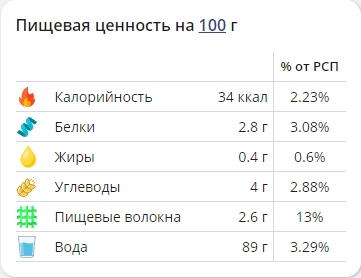 Пищевая ценность на 100 г
% от РСП
Калорийность 34 ккал 2.23%
Белки 2.8 г 3.08%
Жиры 0.4 г 0.6%
Углеводы 4 г 2.88%
Пищевые волокна 2.6 г 13%
Вода 89 г 3.29%